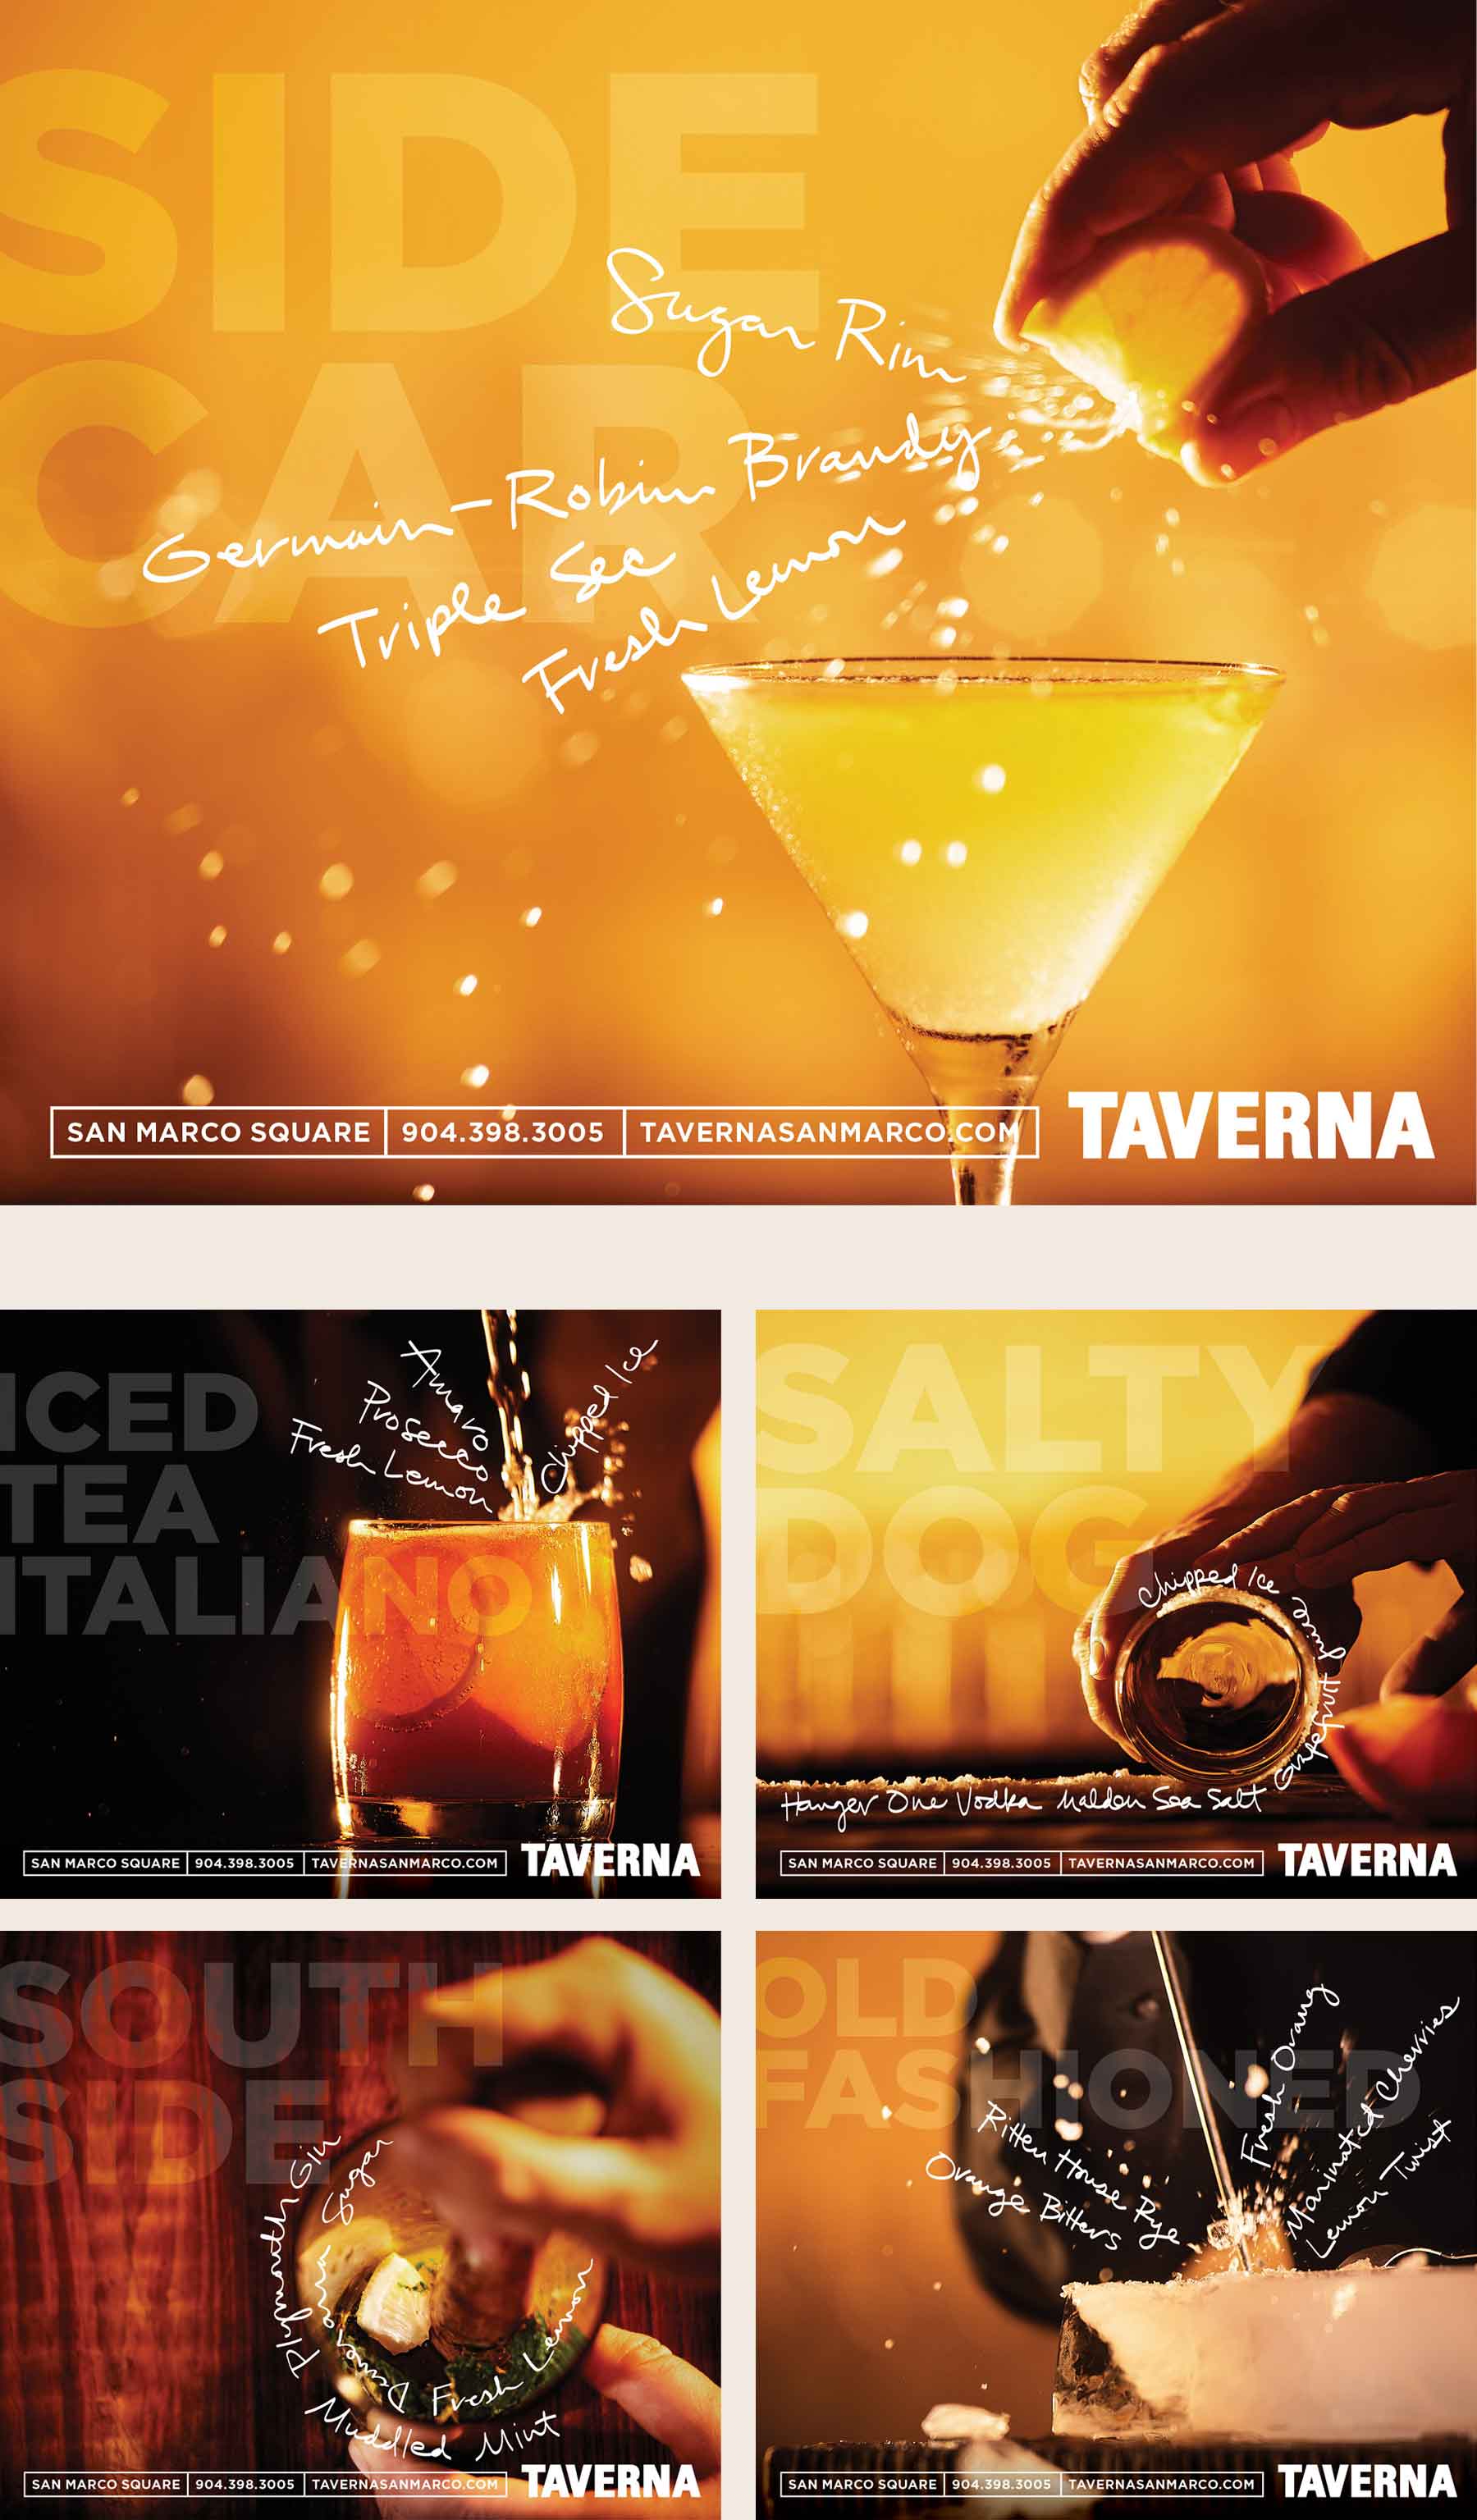 SIDE
CAR
Sugar Rim
Germain-Robin Brandy
Triple Sec
Fresh Lemon
SAN MARCO SQUARE
904.398.3005
TAVERNASANMARCO.COM
TAVERNA
ICED
TEA
ITALIANO
Amaro
Prosecco
Fresh Lemon
Chipped Ice
SAN MARCO SQUARE
904.398.3005
TAVERNASANMARCO.COM
TAVERNA
SALTY
DOG
Chipped Ice
Grapefruit Juice
Hanger One Vodka Maldon Sea Salt
SAN MARCO SQUARE
904.398.3005
TAVERNASANMARCO.COM
TAVERNA
SOUTH
SIDE
Plymouth Gin
Demerara Sugar
Fresh Lemon
Muddled Mint
SAN MARCO SQUARE
904.398.3005
TAVERNASANMARCO.COM
TAVERNA
OLD
FASHIONED
Ritten House Rye
Orange Bitters
Fresh Orang
Marinated Cherries
Lemon Twist
SAN MARCO SQUARE
904.398.3005
TAVERNASANMARCO.COM
TAVERNA